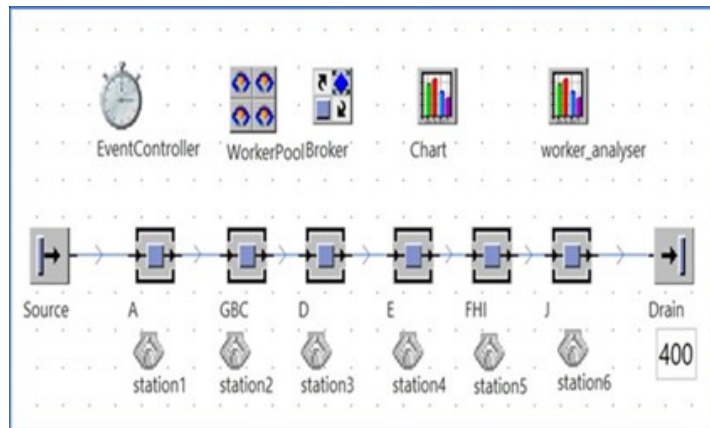 EventController WorkerPool Broker Chart worker_analyser
Source A GBC D E FHI J Drain
station1 station2 station3 station4 station5 station6 400